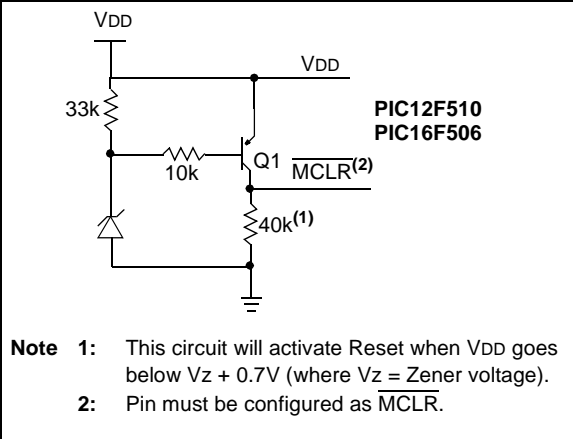 VDD
VDD
33k
PIC12F510
PIC16F506
Q1
10k
MCLR(2)
40k(1)
Note 1: This circuit will activate Reset when VDD goes
below Vz + 0.7V (where Vz = Zener voltage).
2: Pin must be configured as MCLR.